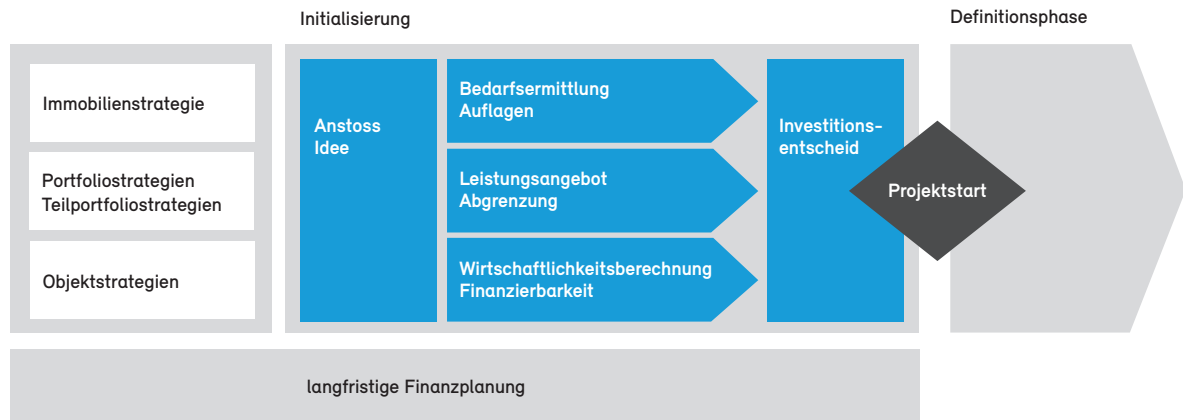 Initialisierung
Definitionsphase
Immobilienstrategie
Portfoliostrategien
Teilportfoliostrategien
Objektstrategien
Anstoss
Idee
Bedarfsermittlung
Auflagen
Leistungsangebot
Abgrenzung
Wirtschaftlichkeitsberechnung
Finanzierbarkeit
Investitions-
entscheid
Projektstart
langfristige Finanzplanung